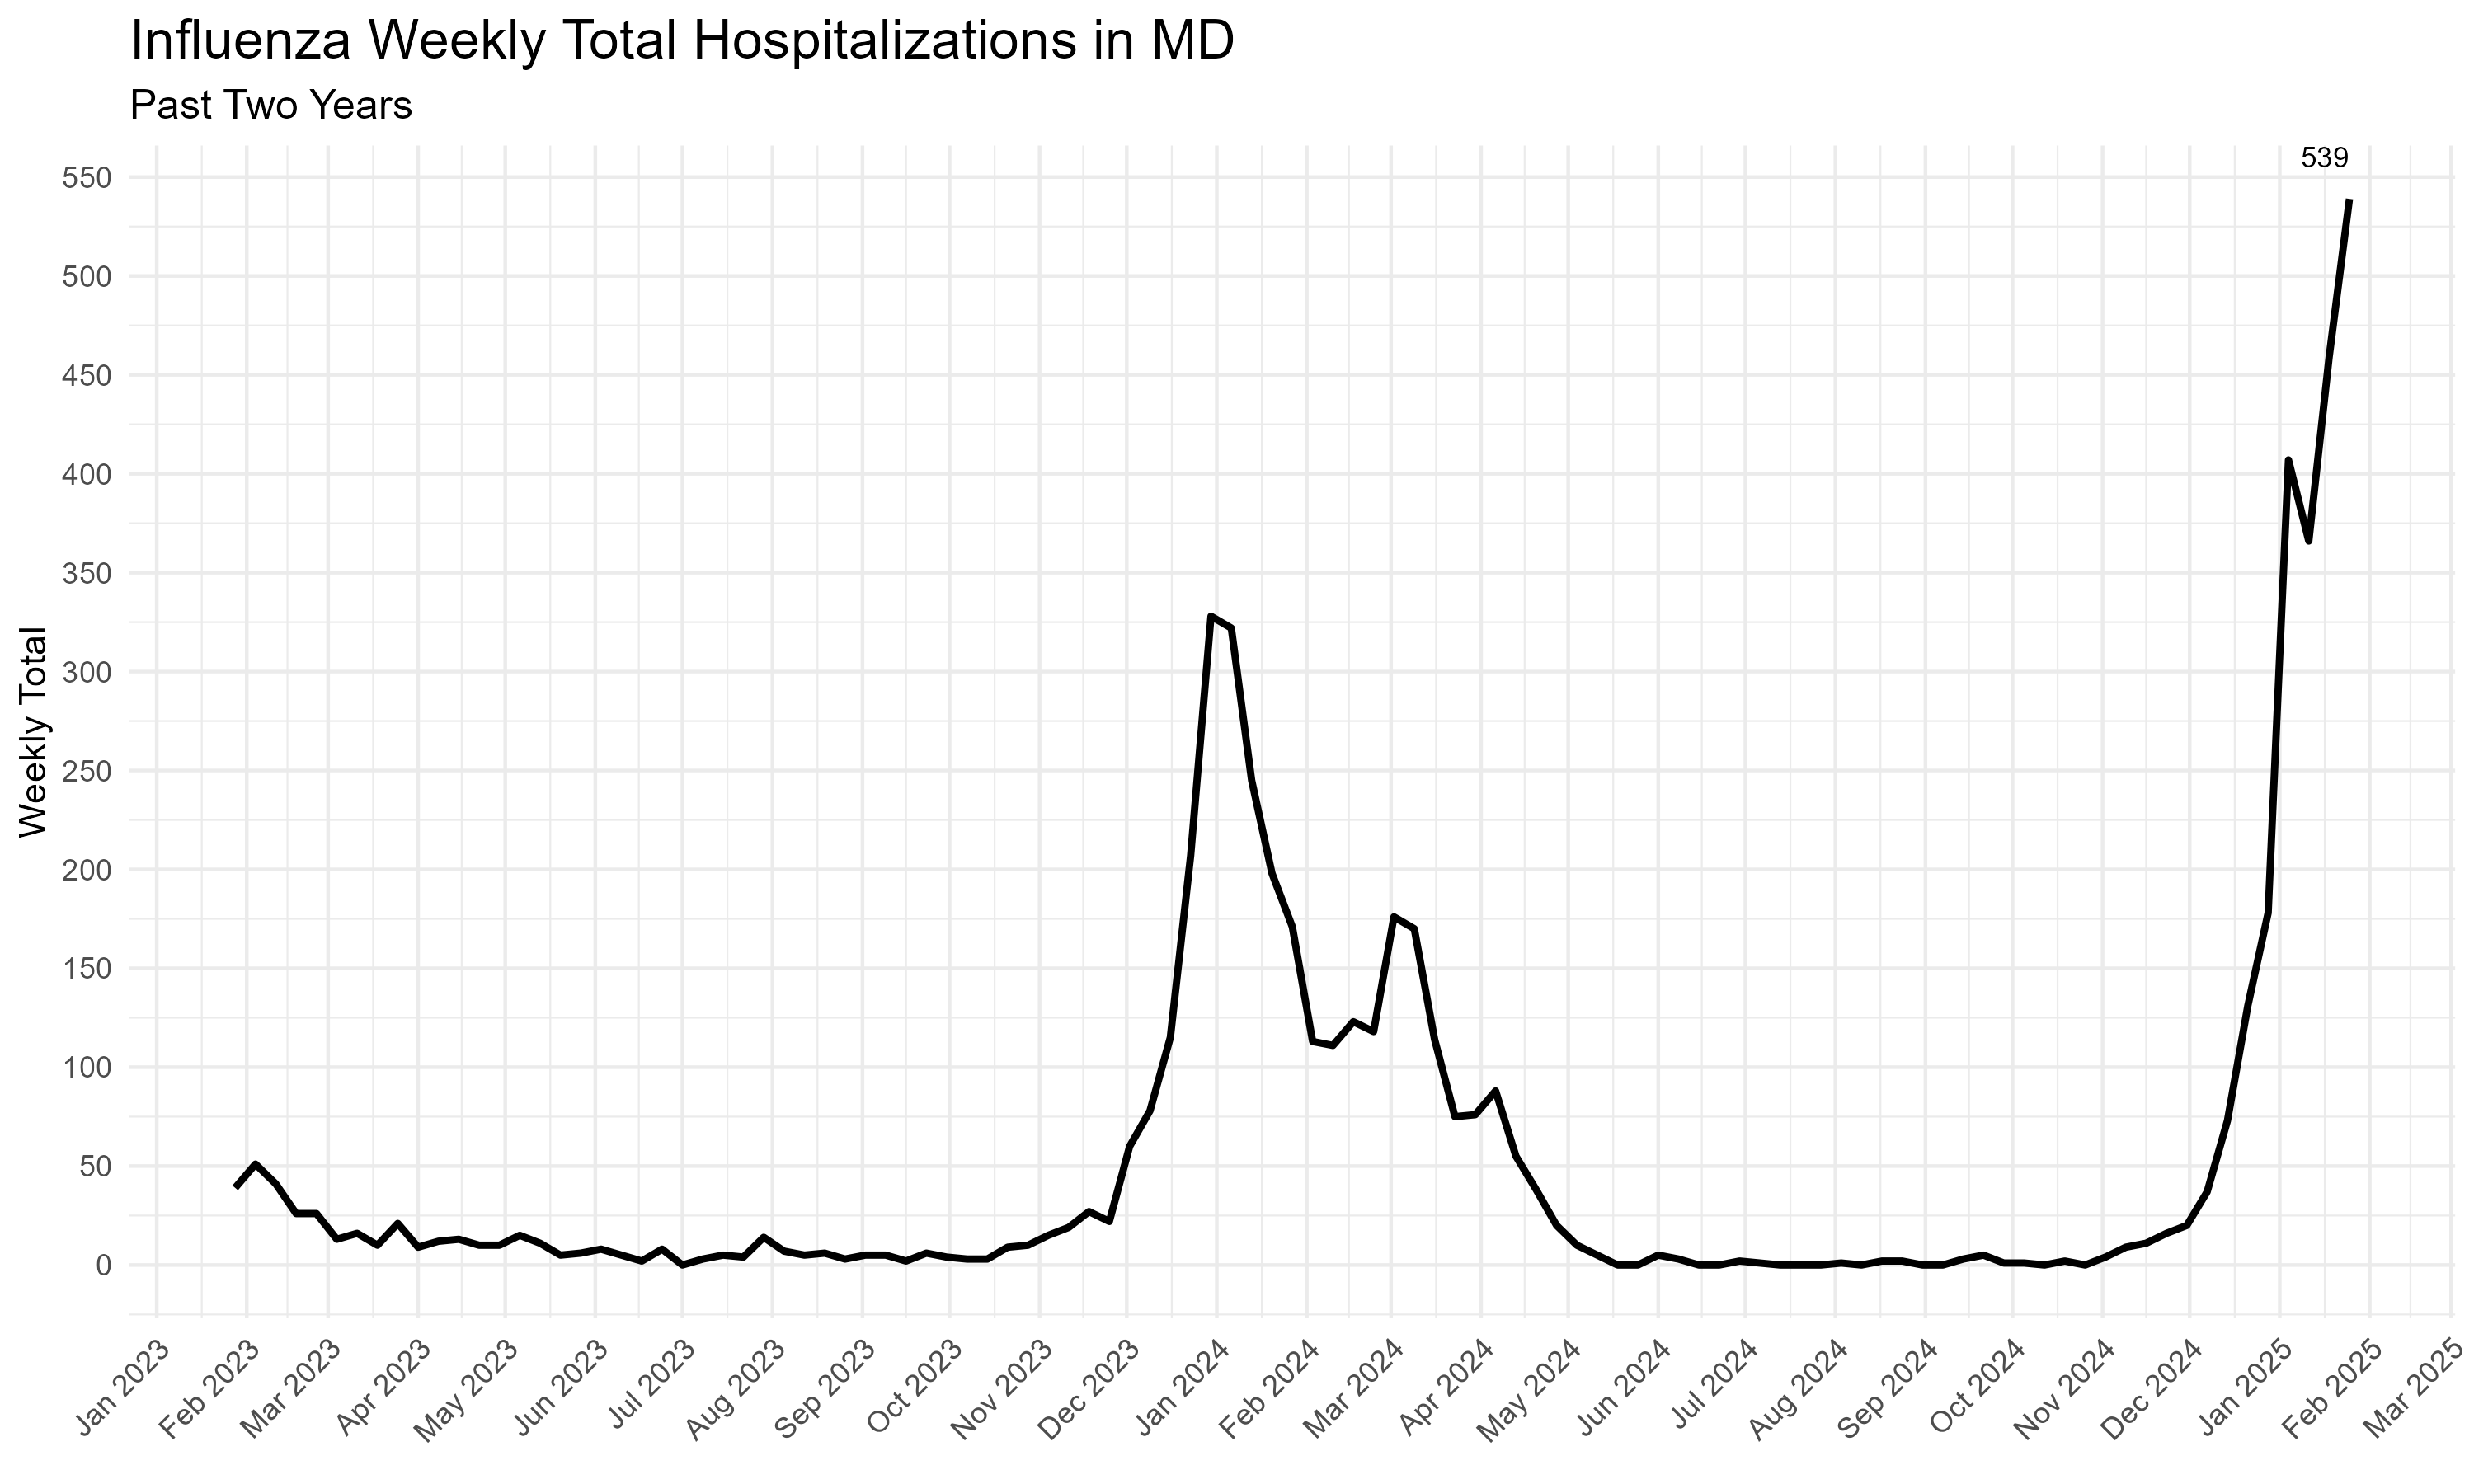 Influenza Weekly Total Hospitalizations in MD
Past Two Years
539
550
500
450
400
350
300
250
200
150
100
50
0
Weekly Total
Jan 2023
Feb 2023
Mar 2023
Apr 2023
May 2023
Jun 2023
Jul 2023
Aug 2023
Sep 2023
Oct 2023
Nov 2023
Dec 2023
Jan 2024
Feb 2024
Mar 2024
Apr 2024
May 2024
Jun 2024
Jul 2024
Aug 2024
Sep 2024
Oct 2024
Nov 2024
Dec 2024
Jan 2025
Feb 2025
Mar 2025